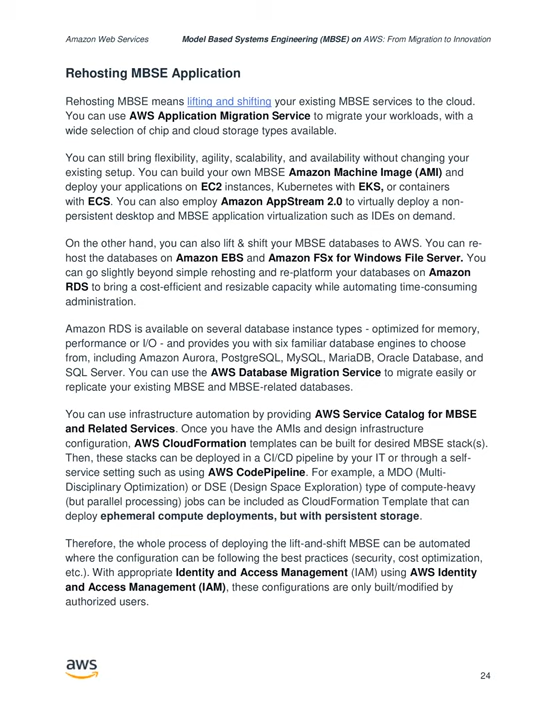 Amazon Web Services Model Based Systems Engineering (MBSE) on AWS: From Migration to Innovation
Rehosting MBSE Application
Rehosting MBSE means lifting and shifting your existing MBSE services to the cloud.
You can use AWS Application Migration Service to migrate your workloads, with a
wide selection of chip and cloud storage types available.
You can still bring flexibility, agility, scalability, and availability without changing your
existing setup. You can build your own MBSE Amazon Machine Image (AMI) and
deploy your applications on EC2 instances, Kubernetes with EKS, or containers
with ECS. You can also employ Amazon AppStream 2.0 to virtually deploy a non-
persistent desktop and MBSE application virtualization such as IDEs on demand.
On the other hand, you can also lift & shift your MBSE databases to AWS. You can re-
host the databases on Amazon EBS and Amazon FSx for Windows File Server. You
can go slightly beyond simple rehosting and re-platform your databases on Amazon
RDS to bring a cost-efficient and resizable capacity while automating time-consuming
administration.
Amazon RDS is available on several database instance types - optimized for memory,
performance or I/O - and provides you with six familiar database engines to choose
from, including Amazon Aurora, PostgreSQL, MySQL, MariaDB, Oracle Database, and
SQL Server. You can use the AWS Database Migration Service to migrate easily or
replicate your existing MBSE and MBSE-related databases.
You can use infrastructure automation by providing AWS Service Catalog for MBSE
and Related Services. Once you have the AMIs and design infrastructure
configuration, AWS CloudFormation templates can be built for desired MBSE stack(s).
Then, these stacks can be deployed in a CI/CD pipeline by your IT or through a self-
service setting such as using AWS CodePipeline. For example, a MDO (Multi-
Disciplinary Optimization) or DSE (Design Space Exploration) type of compute-heavy
(but parallel processing) jobs can be included as CloudFormation Template that can
deploy ephemeral compute deployments, but with persistent storage.
Therefore, the whole process of deploying the lift-and-shift MBSE can be automated
where the configuration can be following the best practices (security, cost optimization,
etc.). With appropriate Identity and Access Management (IAM) using AWS Identity
and Access Management (IAM), these configurations are only built/modified by
authorized users.
aws
24